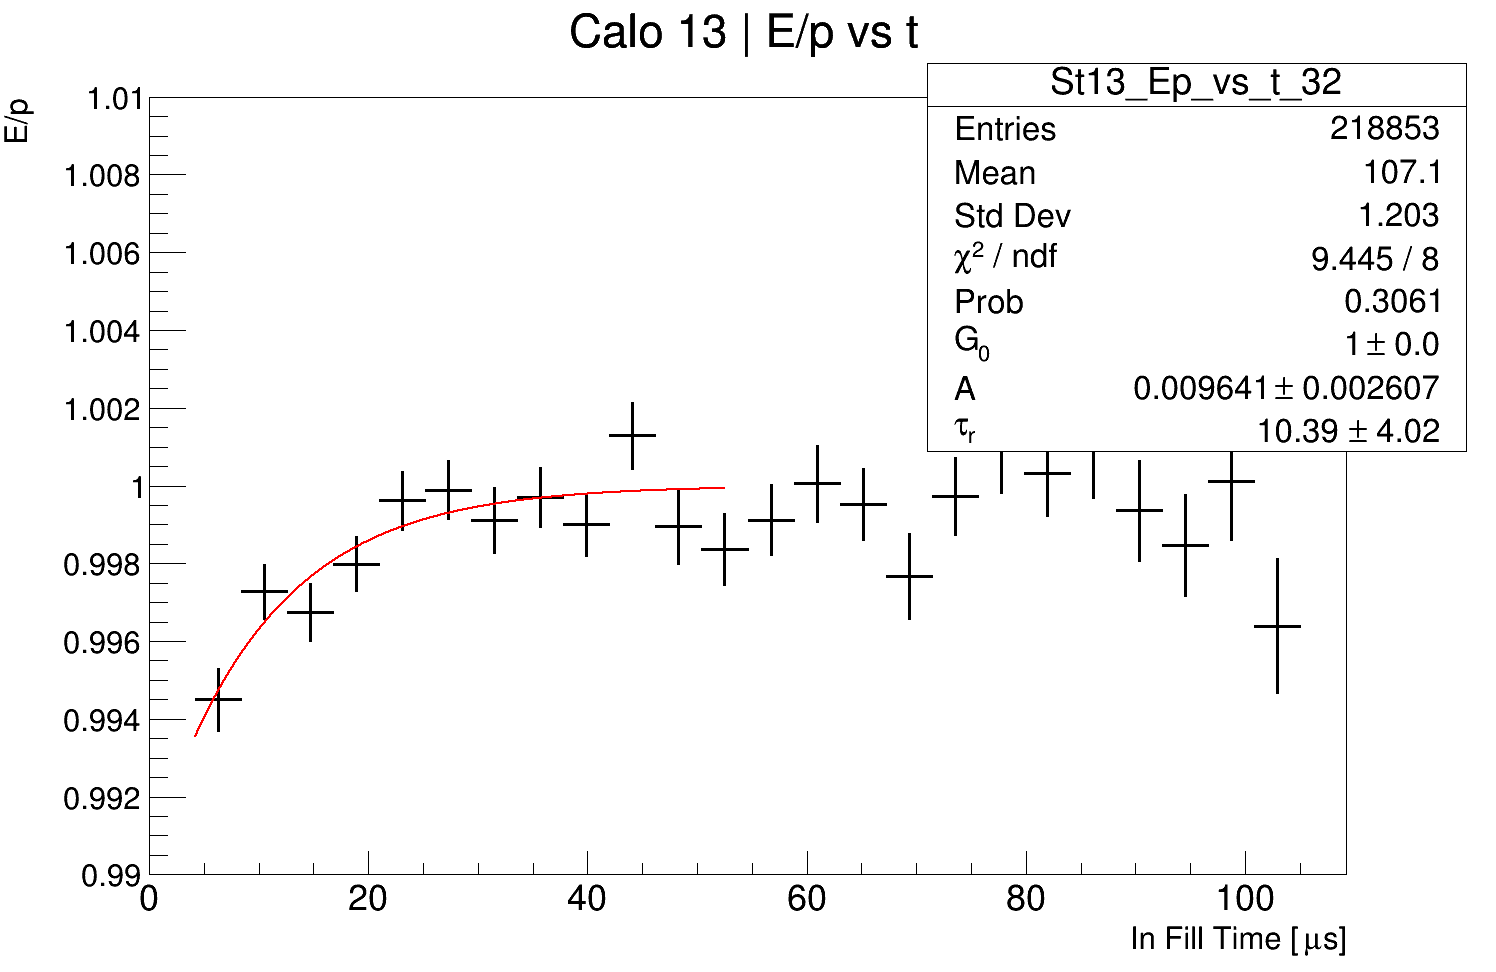 Calo 13 | E/p vs t
St13_Ep_vs_t_32
Entries 218853
Mean 107.1
Std Dev 1.203
χ² / ndf 9.445 / 8
Prob 0.3061
G₀ 1 ± 0.0
A 0.009641 ± 0.002607
τᵣ 10.39 ± 4.02
E/p
1.01
1.008
1.006
1.004
1.002
1
0.998
0.996
0.994
0.992
0.99
0 20 40 60 80 100
In Fill Time [μs]